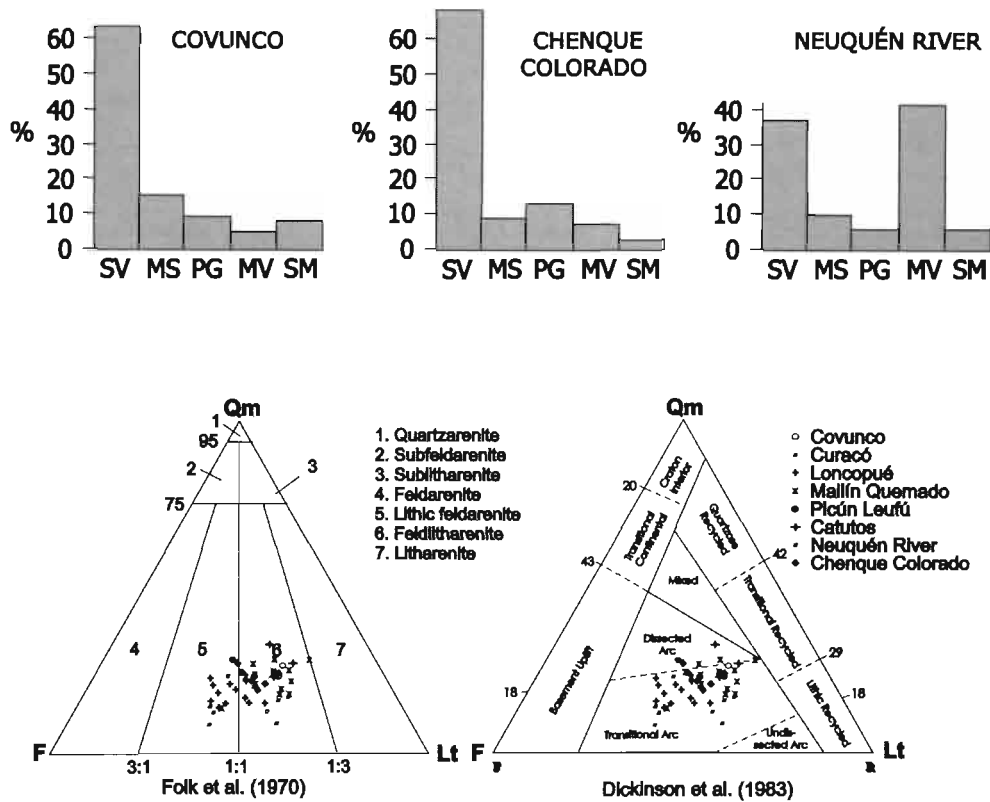 COVUNCO
60
50
40
%
30
20
10
0
SV MS PG MV SM
CHENQUE
COLORADO
60
50
40
%
30
20
10
0
SV MS PG MV SM
NEUQUÉN RIVER
40
%
30
20
10
0
SV MS PG MV SM
Qm
1
95
2
3
75
4
5
6
7
F
Lt
3:1
1:1
1:3
Folk et al. (1970)
1. Quartzarenite
2. Subfeldarenite
3. Sublitharenite
4. Feldarenite
5. Lithic feldarenite
6. Feldlitharenite
7. Litharenite
Qm
20
Craton
Interior
Transitional
Continental
Quartzose
Recycled
43
42
Mixed
Transitional Recycled
Dissected
Arc
29
Basement Uplift
18
18
Lithic Recycled
Transitional Arc
Undis-
sected Arc
F
Lt
Dickinson et al. (1983)
Covunco
Curacó
Loncopué
Mallín Quemado
Picún Leufú
Catutos
Neuquén River
Chenque Colorado